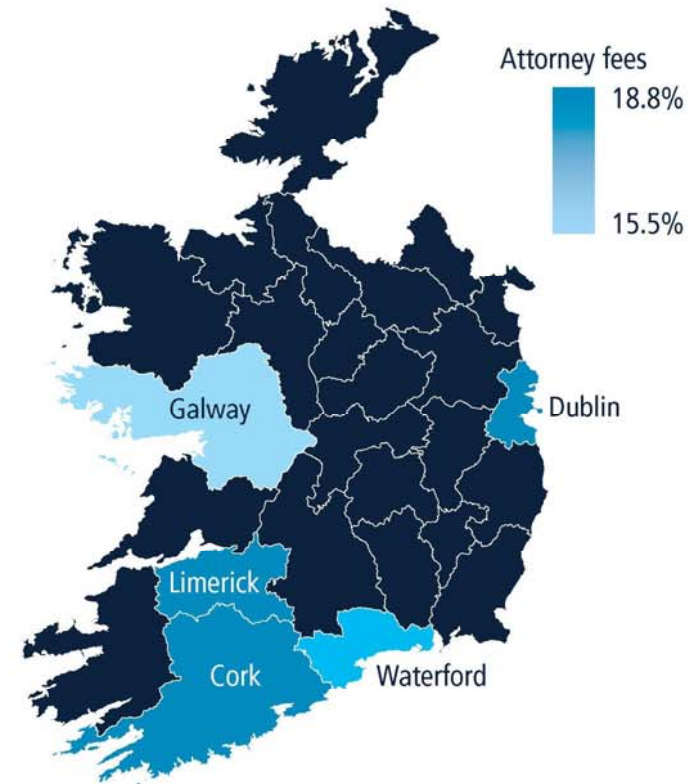 Attorney fees
18.8%
15.5%
Galway
Dublin
Limerick
Cork
Waterford